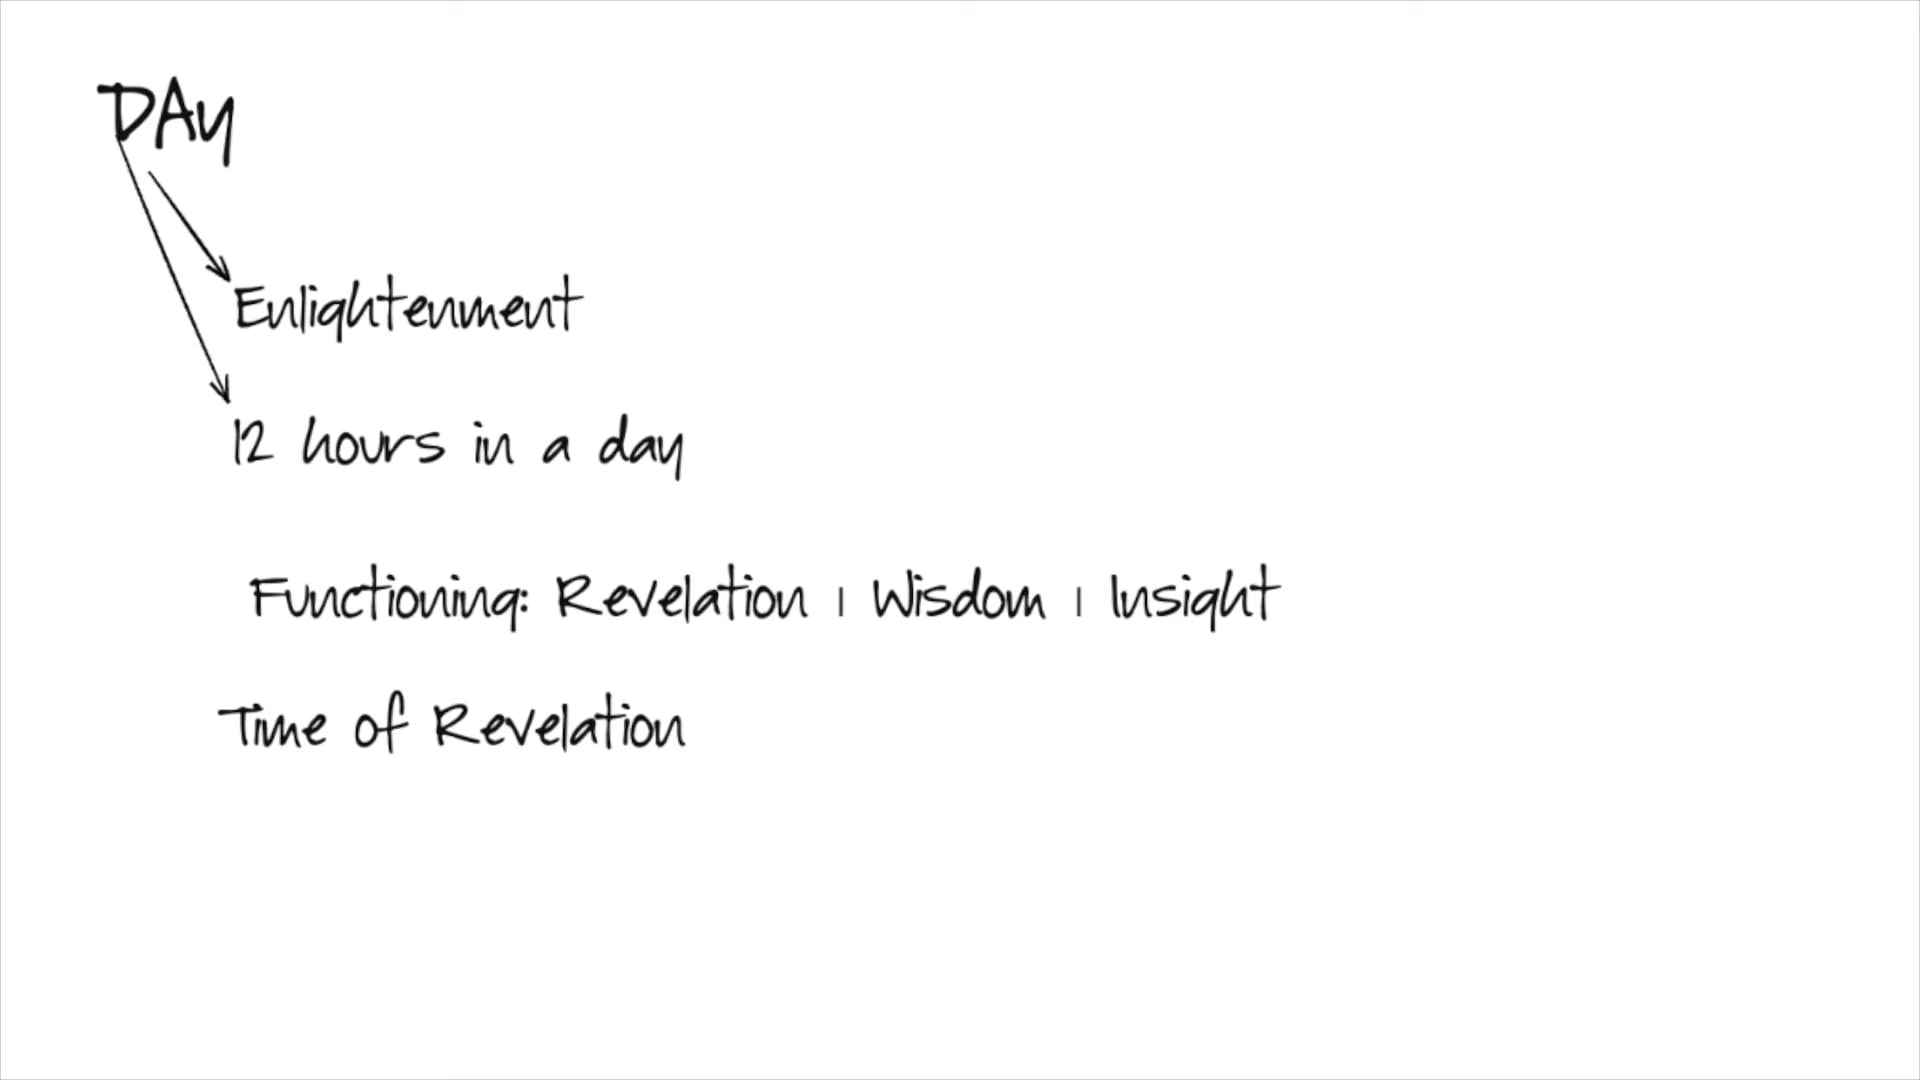 DAY
Enlightenment
12 hours in a day
Functioning: Revelation | Wisdom | Insight
Time of Revelation